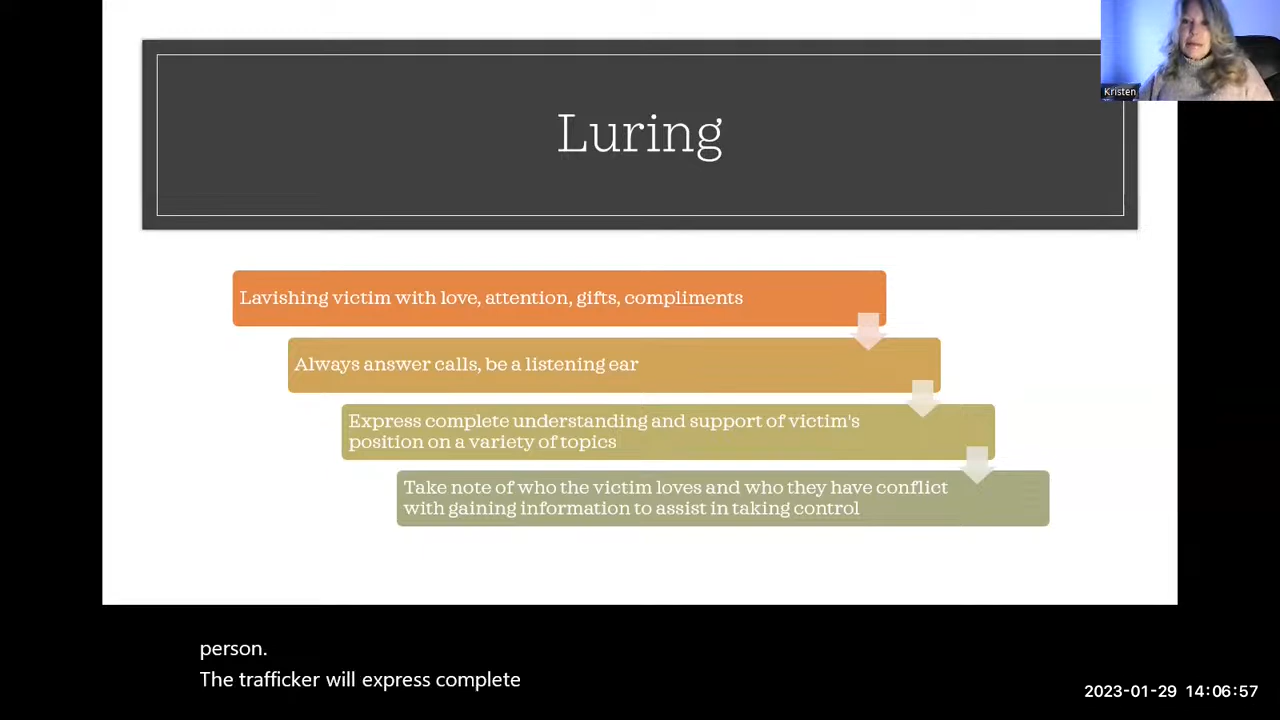 Kristen
Luring
Lavishing victim with love, attention, gifts, compliments
Always answer calls, be a listening ear
Express complete understanding and support of victim's
position on a variety of topics
Take note of who the victim loves and who they have conflict
with gaining information to assist in taking control
person.
The trafficker will express complete
2023-01-29 14:06:57